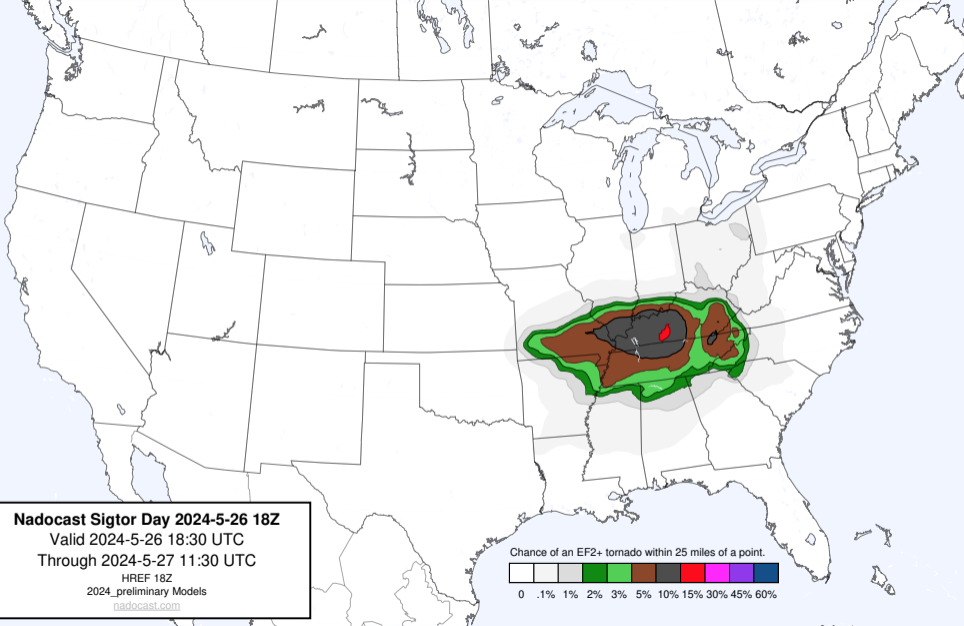 Nadocast Sigtor Day 2024-5-26 18Z
Valid 2024-5-26 18:30 UTC
Through 2024-5-27 11:30 UTC
HREF 18Z
2024_preliminary Models
nadocast.com
Chance of an EF2+ tornado within 25 miles of a point.
0 .1% 1% 2% 3% 5% 10% 15% 30% 45% 60%